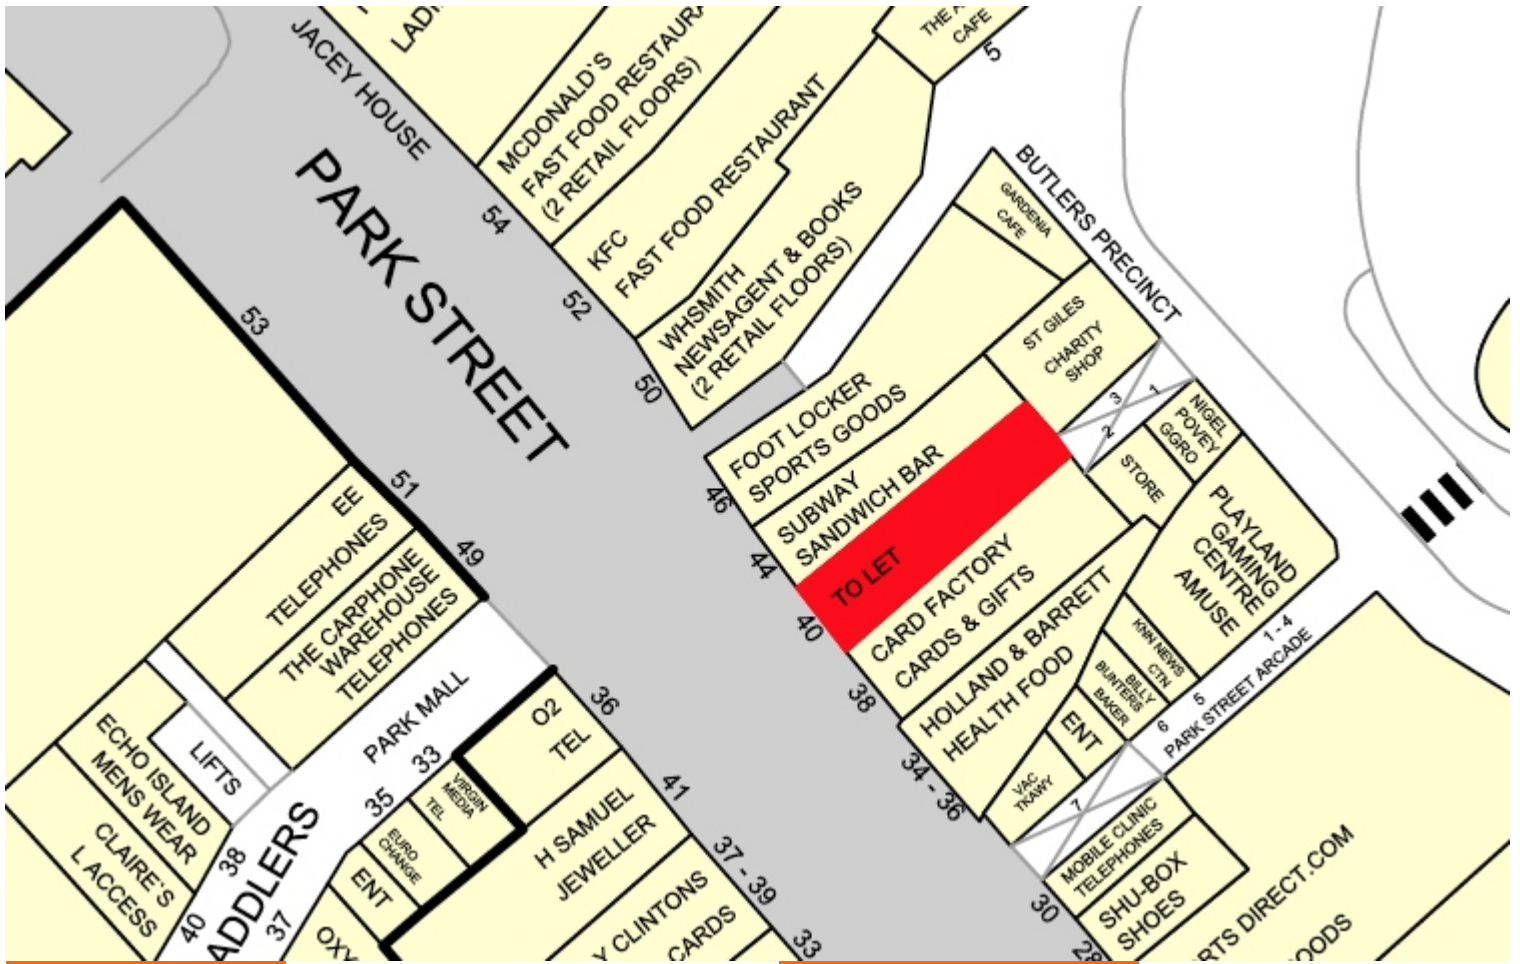 LADI
THE
CAFE
5
JACEY HOUSE
MCDONALD`S
FAST FOOD RESTAURA
(2 RETAIL FLOORS)
54
KFC
FAST FOOD RESTAURANT
52
WHSMITH
NEWSAGENT & BOOKS
(2 RETAIL FLOORS)
50
PARK STREET
BUTLERS PRECINCT
GARDENIA
CAFE
ST GILES
CHARITY
SHOP
3
1
2
FOOT LOCKER
SPORTS GOODS
46
SUBWAY
SANDWICH BAR
44
TO LET
40
CARD FACTORY
CARDS & GIFTS
38
HOLLAND & BARRETT
HEALTH FOOD
34 - 36
NIGEL
POVEY
GGRO
STORE
PLAYLAND
GAMING
CENTRE
AMUSE
1 - 4
PARK STREET ARCADE
KNN NEWS
CTN
5
BILLY
BUNTERS
BAKER
6
ENT
VAC
TKAWY
7
MOBILE CLINIC
TELEPHONES
30
SHU-BOX
SHOES
28
RTS DIRECT.COM
OODS
53
51
EE
TELEPHONES
49
THE CARPHONE
WAREHOUSE
TELEPHONES
PARK MALL
LIFTS
ECHO ISLAND
MENS WEAR
38
CLAIRE`S
L ACCESS
40
ADDLERS
33
35
37
VIRGIN
MEDIA
TEL
EURO
CHANGE
ENT
OXY
O2
TEL
36
41
H SAMUEL
JEWELLER
37 - 39
Y CLINTONS
CARDS
33